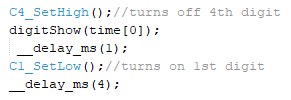 C4_SetHigh();//turns off 4th digit
digitShow(time[0]);
__delay_ms(1);
C1_SetLow();//turns on 1st digit
__delay_ms(4);